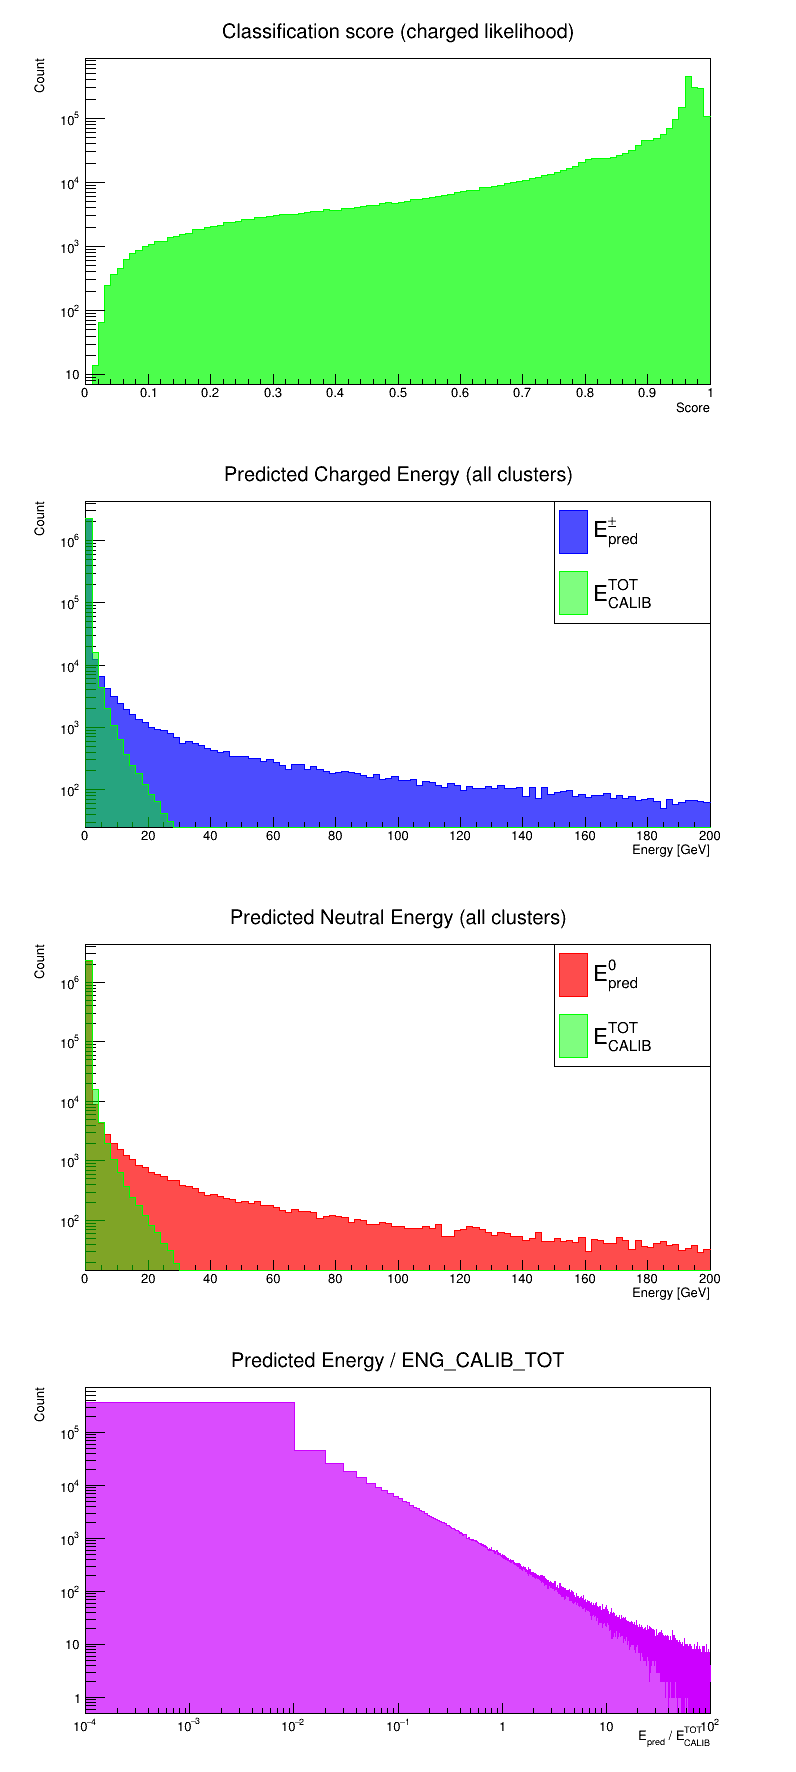 Classification score (charged likelihood)
Count
10^5
10^4
10^3
10^2
10
0 0.1 0.2 0.3 0.4 0.5 0.6 0.7 0.8 0.9 1
Score
Predicted Charged Energy (all clusters)
Count
E^±_pred
E^TOT_CALIB
10^6
10^5
10^4
10^3
10^2
0 20 40 60 80 100 120 140 160 180 200
Energy [GeV]
Predicted Neutral Energy (all clusters)
Count
E^0_pred
E^TOT_CALIB
10^6
10^5
10^4
10^3
10^2
0 20 40 60 80 100 120 140 160 180 200
Energy [GeV]
Predicted Energy / ENG_CALIB_TOT
Count
10^5
10^4
10^3
10^2
10
1
10^-4 10^-3 10^-2 10^-1 1 10 10^2
E_pred / E^TOT_CALIB